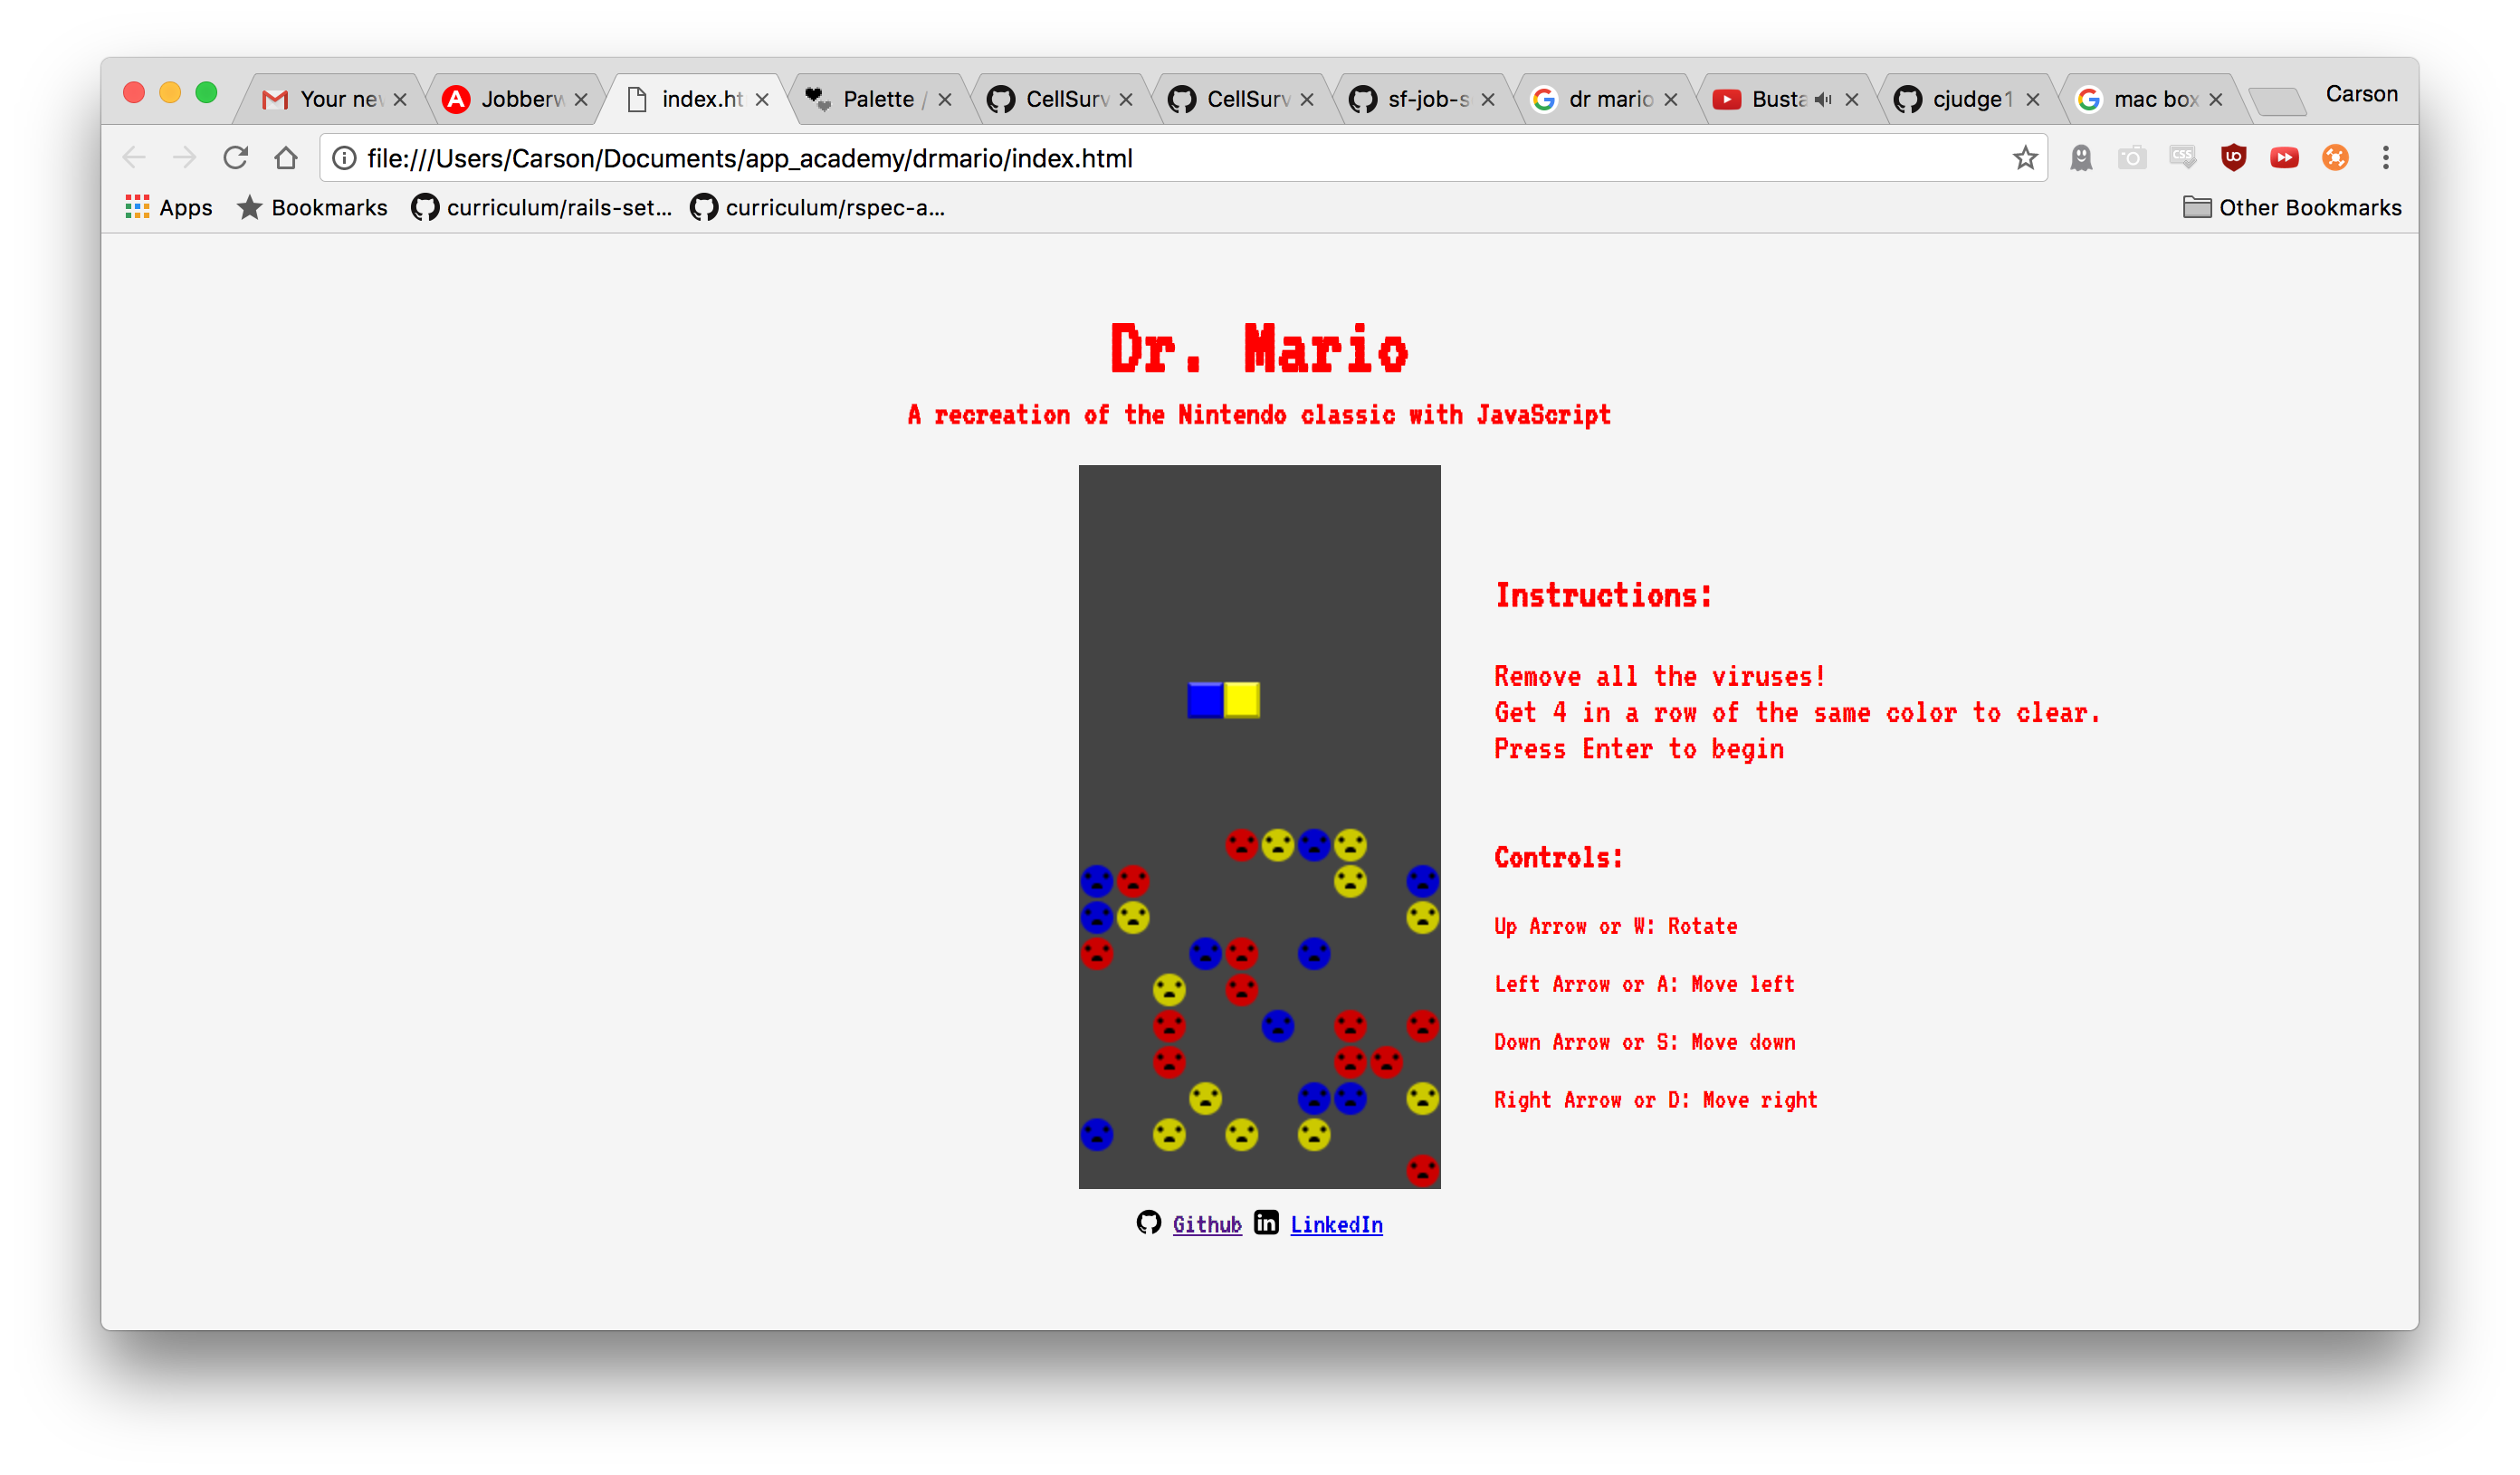 Your nev
Jobberw
index.ht
Palette /
CellSurv
CellSurv
sf-job-s
dr mario
Busta
cjudge1
mac box
Carson
file:///Users/Carson/Documents/app_academy/drmario/index.html
Apps
Bookmarks
curriculum/rails-set...
curriculum/rspec-a...
Other Bookmarks
Dr. Mario
A recreation of the Nintendo classic with JavaScript
Instructions:
Remove all the viruses!
Get 4 in a row of the same color to clear.
Press Enter to begin
Controls:
Up Arrow or W: Rotate
Left Arrow or A: Move left
Down Arrow or S: Move down
Right Arrow or D: Move right
Github
LinkedIn